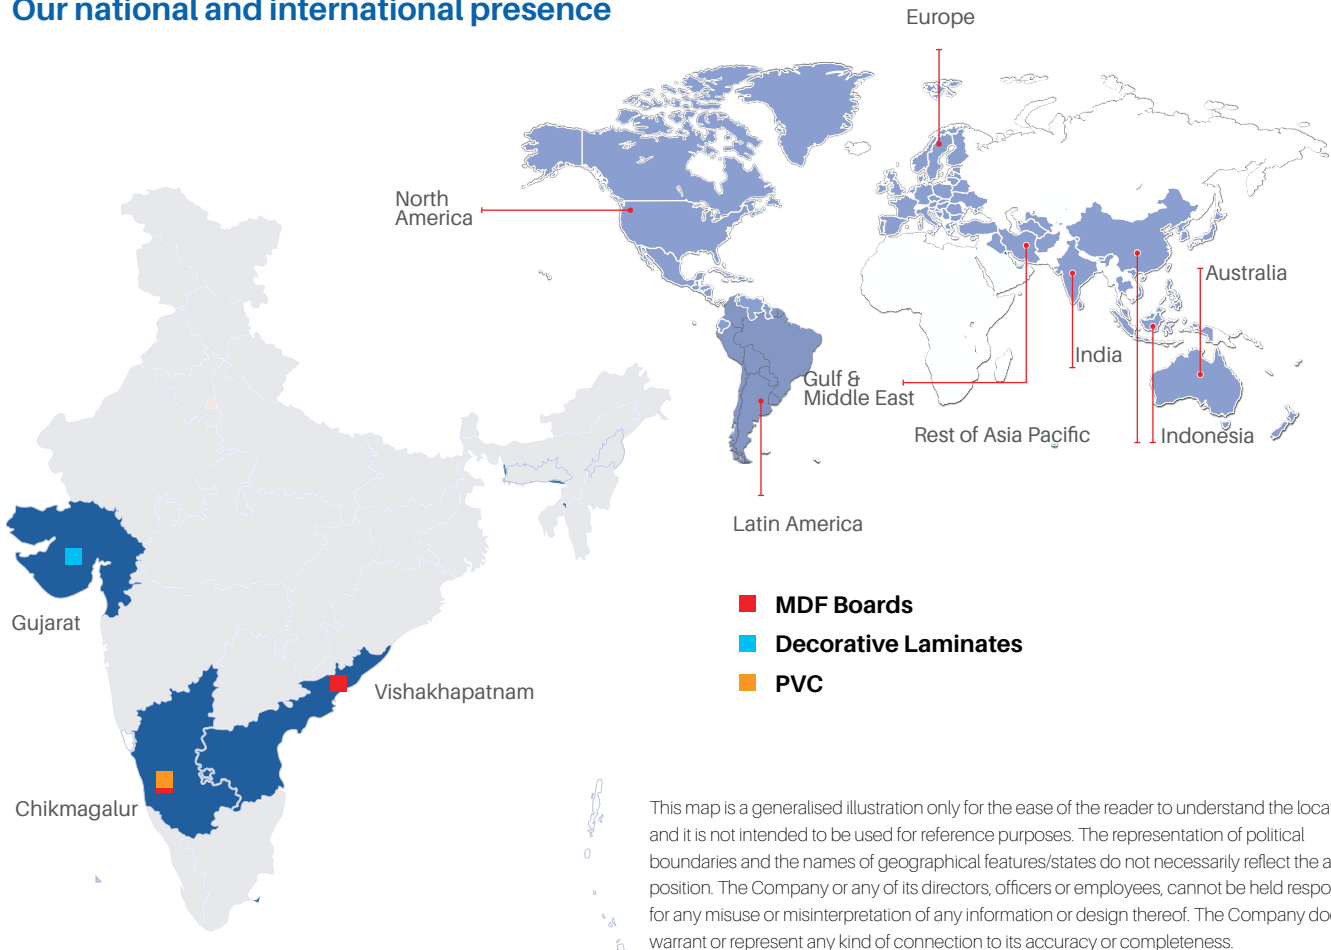 Our national and international presence
Europe
North
America
Australia
India
Gulf &
Middle East
Rest of Asia Pacific
Indonesia
Latin America
Gujarat
Vishakhapatnam
Chikmagalur
MDF Boards
Decorative Laminates
PVC
This map is a generalised illustration only for the ease of the reader to understand the loca
and it is not intended to be used for reference purposes. The representation of political
boundaries and the names of geographical features/states do not necessarily reflect the a
position. The Company or any of its directors, officers or employees, cannot be held respo
for any misuse or misinterpretation of any information or design thereof. The Company doe
warrant or represent any kind of connection to its accuracy or completeness.